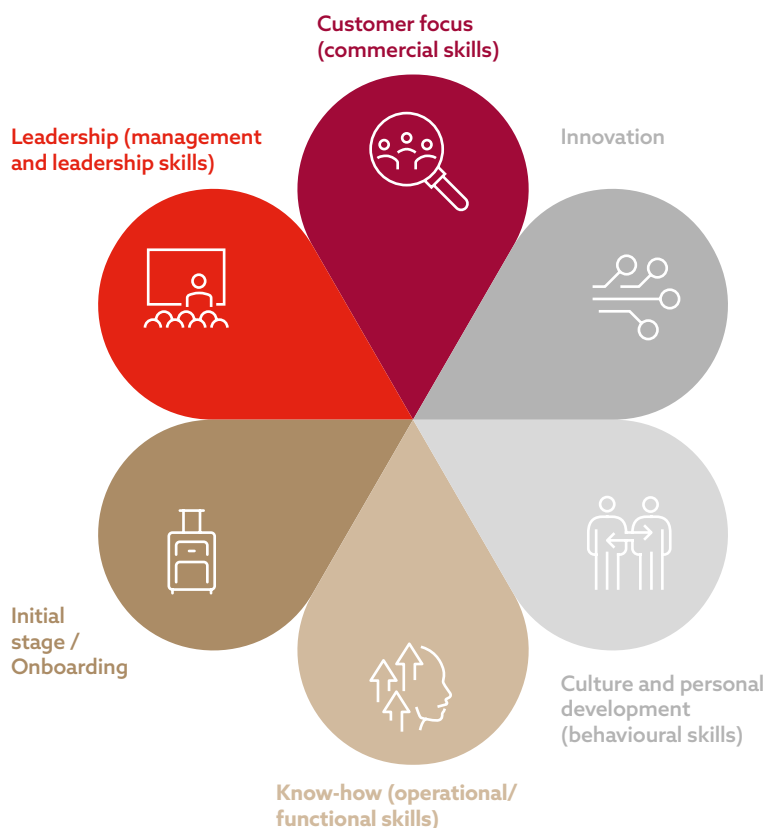 Customer focus
(commercial skills)
Leadership (management
and leadership skills)
Innovation
Initial
stage /
Onboarding
Culture and personal
development
(behavioural skills)
Know-how (operational/
functional skills)